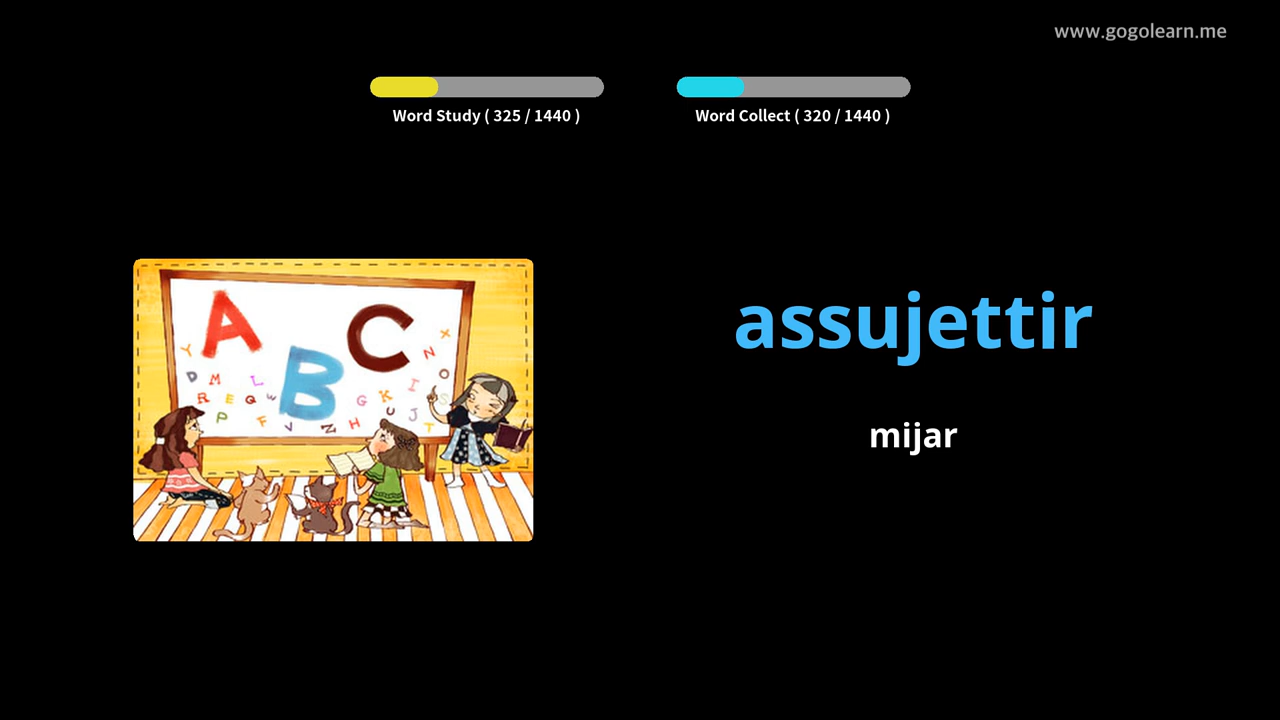 www.gogolearn.me
Word Study ( 325 / 1440 )
Word Collect ( 320 / 1440 )
A
B
C
X
Y
N
D M L
O
R E Q W
G K I
S
P F V Z H U J T
assujettir
mijar